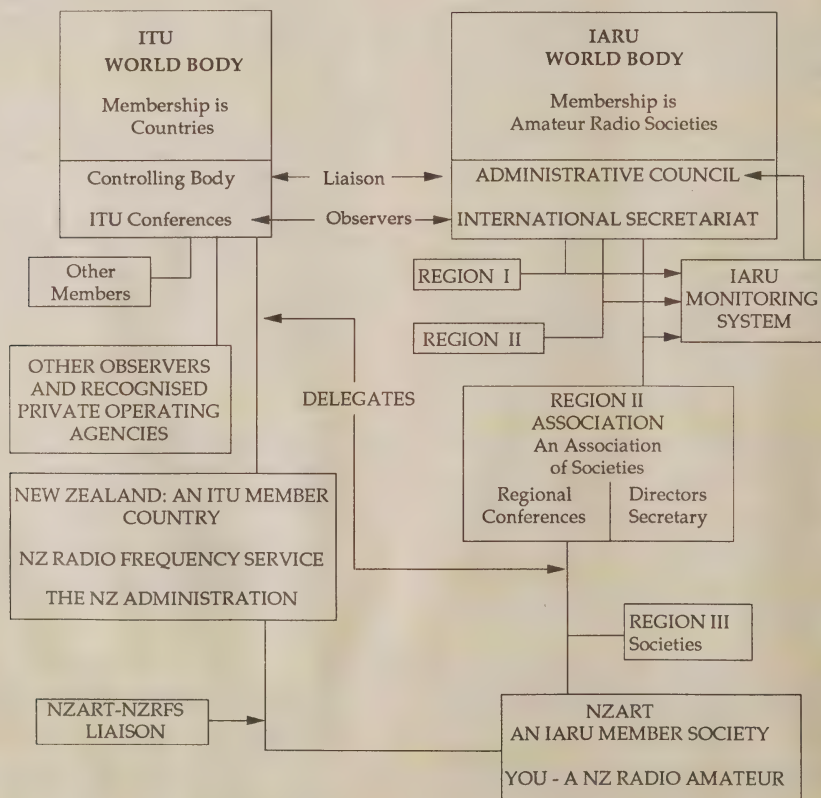 ITU
WORLD BODY
Membership is
Countries
Controlling Body
ITU Conferences
IARU
WORLD BODY
Membership is
Amateur Radio Societies
ADMINISTRATIVE COUNCIL
INTERNATIONAL SECRETARIAT
Liaison
Observers
Other
Members
REGION I
REGION II
IARU
MONITORING
SYSTEM
OTHER OBSERVERS
AND RECOGNISED
PRIVATE OPERATING
AGENCIES
DELEGATES
REGION II
ASSOCIATION
An Association
of Societies
Regional
Conferences
Directors
Secretary
NEW ZEALAND: AN ITU MEMBER
COUNTRY
NZ RADIO FREQUENCY SERVICE
THE NZ ADMINISTRATION
REGION III
Societies
NZART-NZRFS
LIAISON
NZART
AN IARU MEMBER SOCIETY
YOU - A NZ RADIO AMATEUR